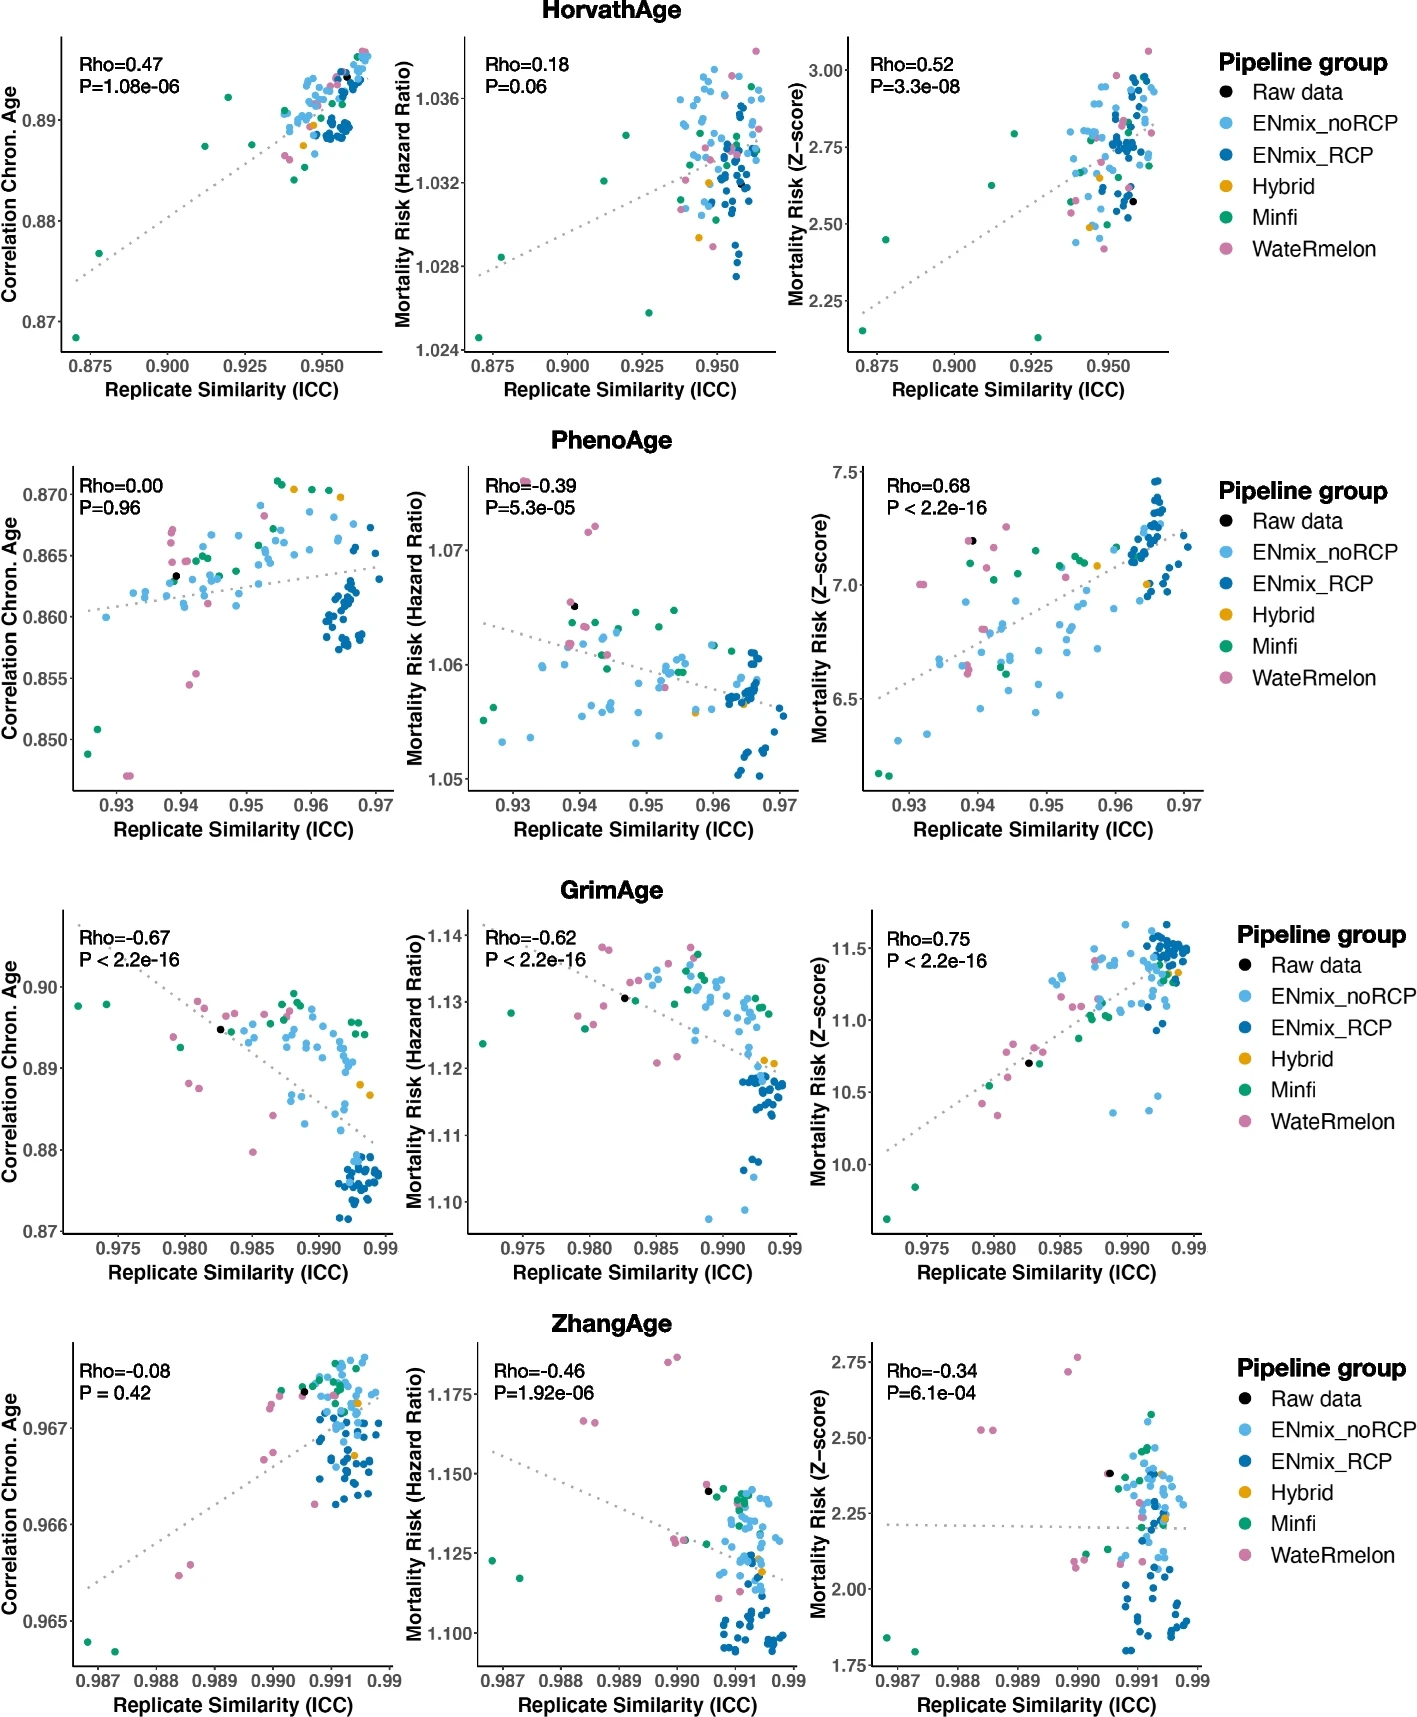 HorvathAge
Correlation Chron. Age
Rho=0.47
P=1.08e-06
0.89
0.88
0.87
0.875 0.900 0.925 0.950
Replicate Similarity (ICC)
Mortality Risk (Hazard Ratio)
Rho=0.18
P=0.06
1.036
1.032
1.028
1.024
0.875 0.900 0.925 0.950
Replicate Similarity (ICC)
Mortality Risk (Z−score)
Rho=0.52
P=3.3e-08
3.00
2.75
2.50
2.25
0.875 0.900 0.925 0.950
Replicate Similarity (ICC)
Pipeline group
Raw data
ENmix_noRCP
ENmix_RCP
Hybrid
Minfi
WateRmelon
PhenoAge
Correlation Chron. Age
Rho=0.00
P=0.96
0.870
0.865
0.860
0.855
0.850
0.93 0.94 0.95 0.96 0.97
Replicate Similarity (ICC)
Mortality Risk (Hazard Ratio)
Rho=-0.39
P=5.3e-05
1.07
1.06
1.05
0.93 0.94 0.95 0.96 0.97
Replicate Similarity (ICC)
Mortality Risk (Z−score)
Rho=0.68
P < 2.2e-16
7.5
7.0
6.5
0.93 0.94 0.95 0.96 0.97
Replicate Similarity (ICC)
Pipeline group
Raw data
ENmix_noRCP
ENmix_RCP
Hybrid
Minfi
WateRmelon
GrimAge
Correlation Chron. Age
Rho=-0.67
P < 2.2e-16
0.90
0.89
0.88
0.87
0.975 0.980 0.985 0.990 0.99
Replicate Similarity (ICC)
Mortality Risk (Hazard Ratio)
Rho=-0.62
P < 2.2e-16
1.14
1.13
1.12
1.11
1.10
0.975 0.980 0.985 0.990 0.99
Replicate Similarity (ICC)
Mortality Risk (Z−score)
Rho=0.75
P < 2.2e-16
11.5
11.0
10.5
10.0
0.975 0.980 0.985 0.990 0.99
Replicate Similarity (ICC)
Pipeline group
Raw data
ENmix_noRCP
ENmix_RCP
Hybrid
Minfi
WateRmelon
ZhangAge
Correlation Chron. Age
Rho=-0.08
P = 0.42
0.967
0.966
0.965
0.987 0.988 0.989 0.990 0.991 0.99
Replicate Similarity (ICC)
Mortality Risk (Hazard Ratio)
Rho=-0.46
P=1.92e-06
1.175
1.150
1.125
1.100
0.987 0.988 0.989 0.990 0.991 0.99
Replicate Similarity (ICC)
Mortality Risk (Z−score)
Rho=-0.34
P=6.1e-04
2.75
2.50
2.25
2.00
1.75
0.987 0.988 0.989 0.990 0.991 0.99
Replicate Similarity (ICC)
Pipeline group
Raw data
ENmix_noRCP
ENmix_RCP
Hybrid
Minfi
WateRmelon